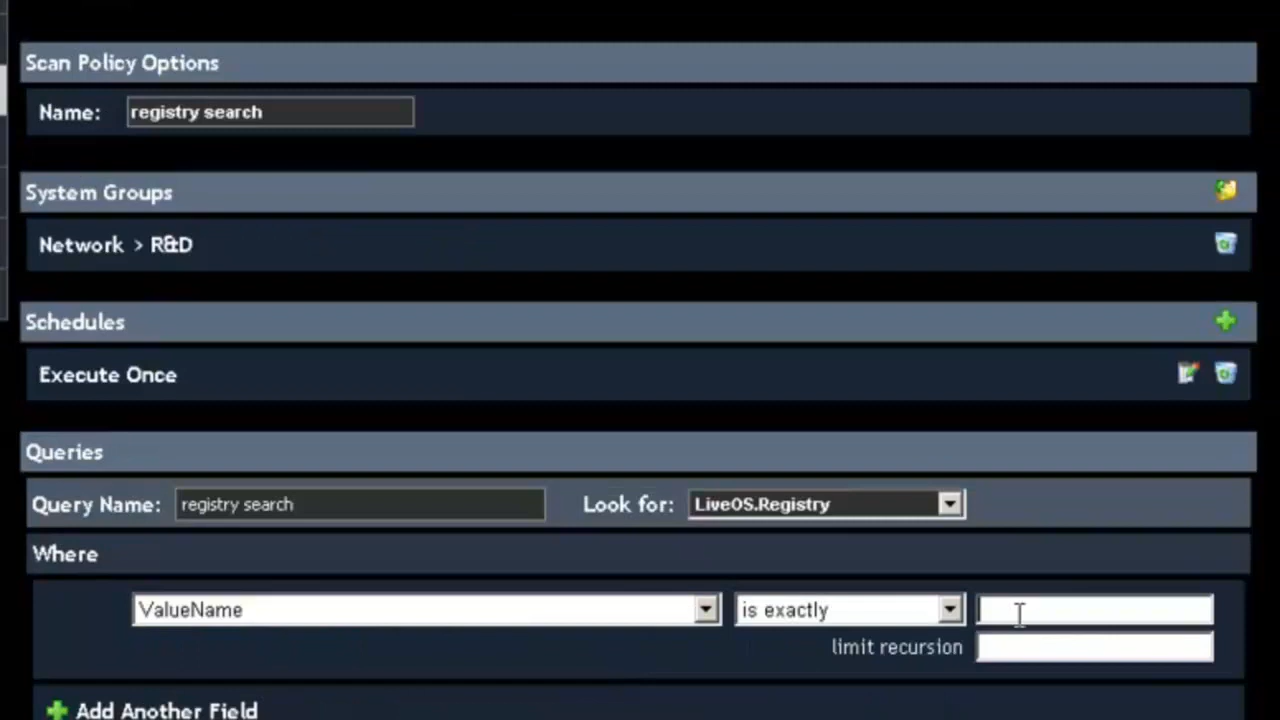 Scan Policy Options
Name: registry search
System Groups
Network > R&D
Schedules
Execute Once
Queries
Query Name: registry search Look for: LiveOS.Registry
Where
ValueName is exactly
limit recursion
Add Another Field